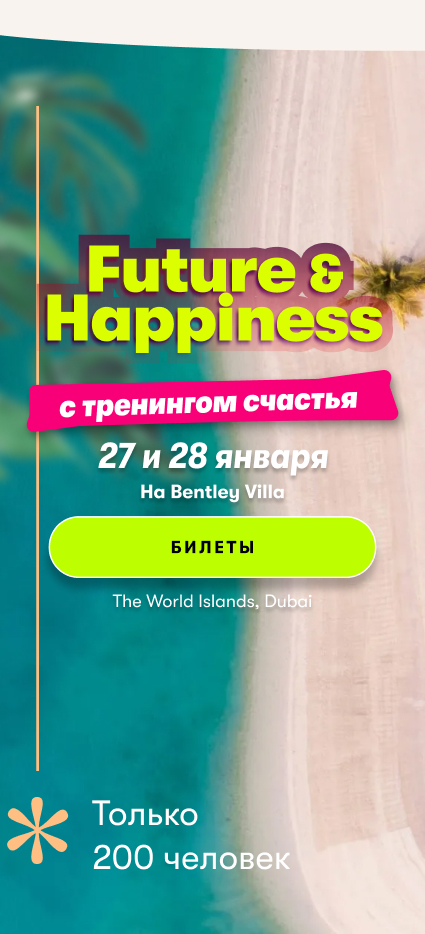 Future &
Happiness
с тренингом счастья
27 и 28 января
На Bentley Villa
БИЛЕТЫ
The World Islands, Dubai
Только
200 человек